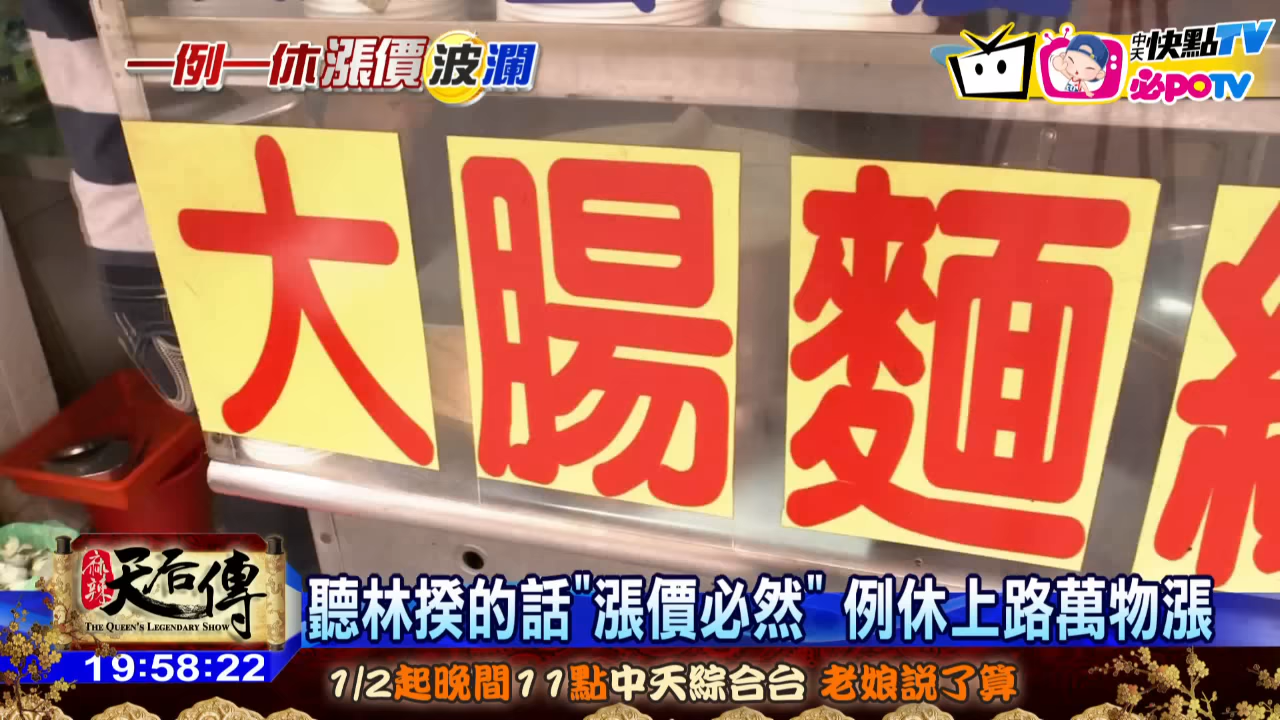 一例一休漲價波瀾
中天快點TV
必POTV
大腸麵
麻辣天后傳
THE QUEEN'S LEGENDARY SHOW
聽林揆的話"漲價必然" 例休上路萬物漲
19:58:22
1/2起晚間11點中天綜合台 老娘說了算